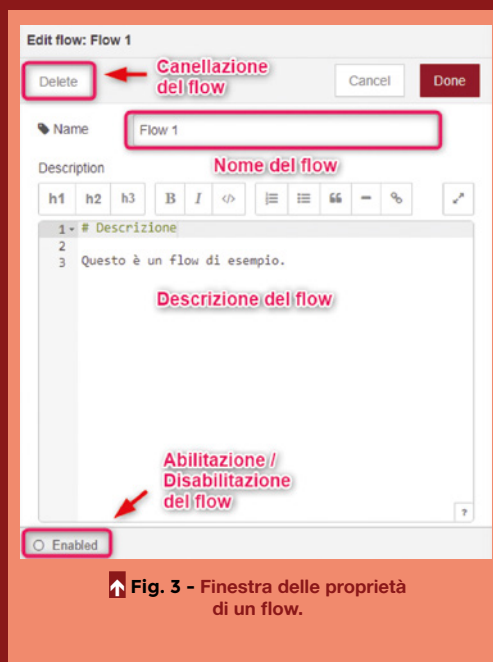 Edit flow: Flow 1
Delete
Canellazione
del flow
Cancel
Done
Name
Flow 1
Description
Nome del flow
h1 h2 h3 B I </>
1 # Descrizione
2
3 Questo è un flow di esempio.
Descrizione del flow
Abilitazione /
Disabilitazione
del flow
?
Enabled
Fig. 3 - Finestra delle proprietà
di un flow.